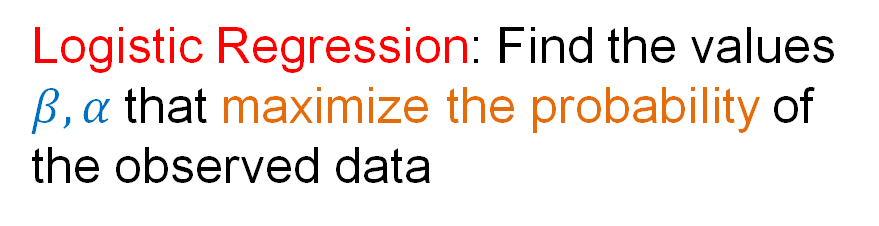 Logistic Regression: Find the values
β, α that maximize the probability of
the observed data